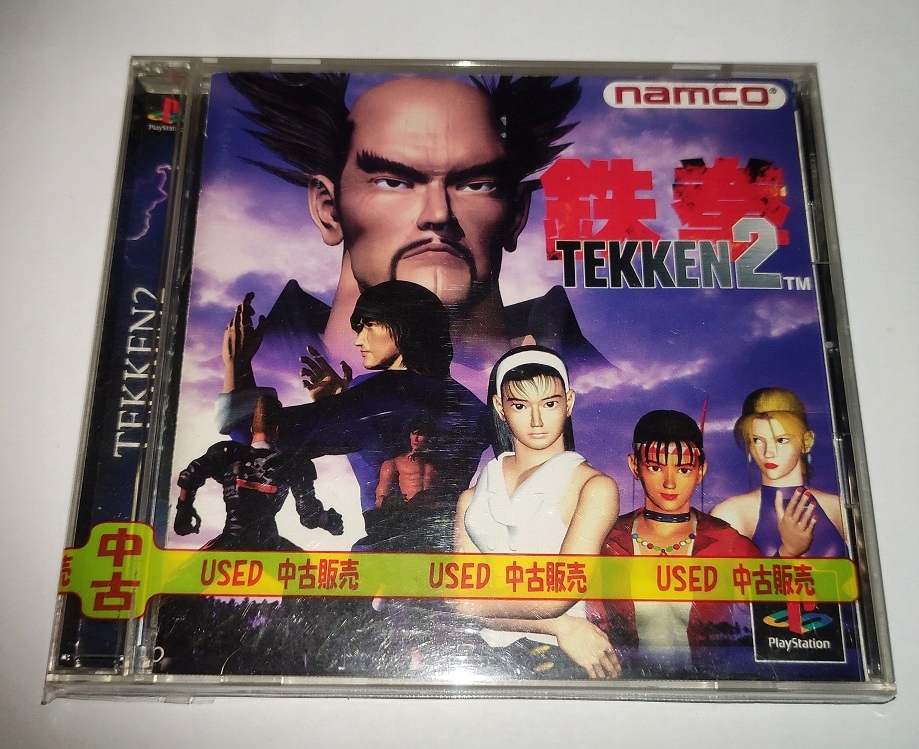 namco®
鉄拳
TEKKEN2™
PlayStation
TEKKEN2
中古
USED 中古販売 USED 中古販売 USED 中古販売
PlayStation